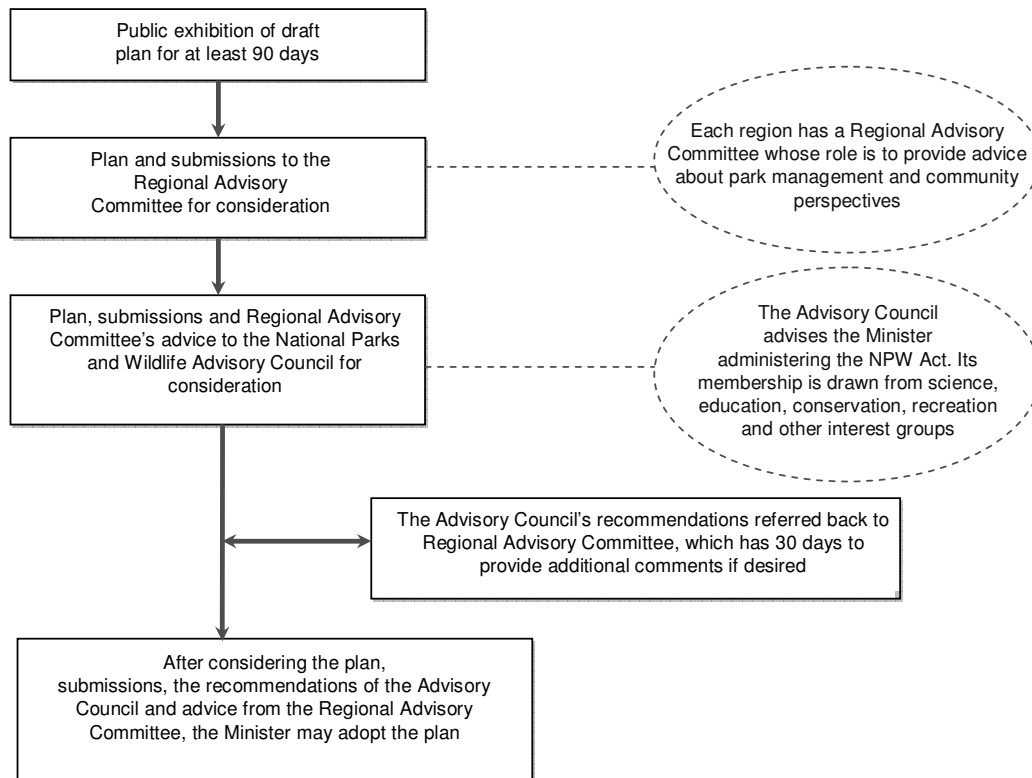 Public exhibition of draft
plan for at least 90 days
Plan and submissions to the
Regional Advisory
Committee for consideration
Each region has a Regional Advisory
Committee whose role is to provide advice
about park management and community
perspectives
Plan, submissions and Regional Advisory
Committee’s advice to the National Parks
and Wildlife Advisory Council for
consideration
The Advisory Council
advises the Minister
administering the NPW Act. Its
membership is drawn from science,
education, conservation, recreation
and other interest groups
The Advisory Council’s recommendations referred back to
Regional Advisory Committee, which has 30 days to
provide additional comments if desired
After considering the plan,
submissions, the recommendations of the Advisory
Council and advice from the Regional Advisory
Committee, the Minister may adopt the plan